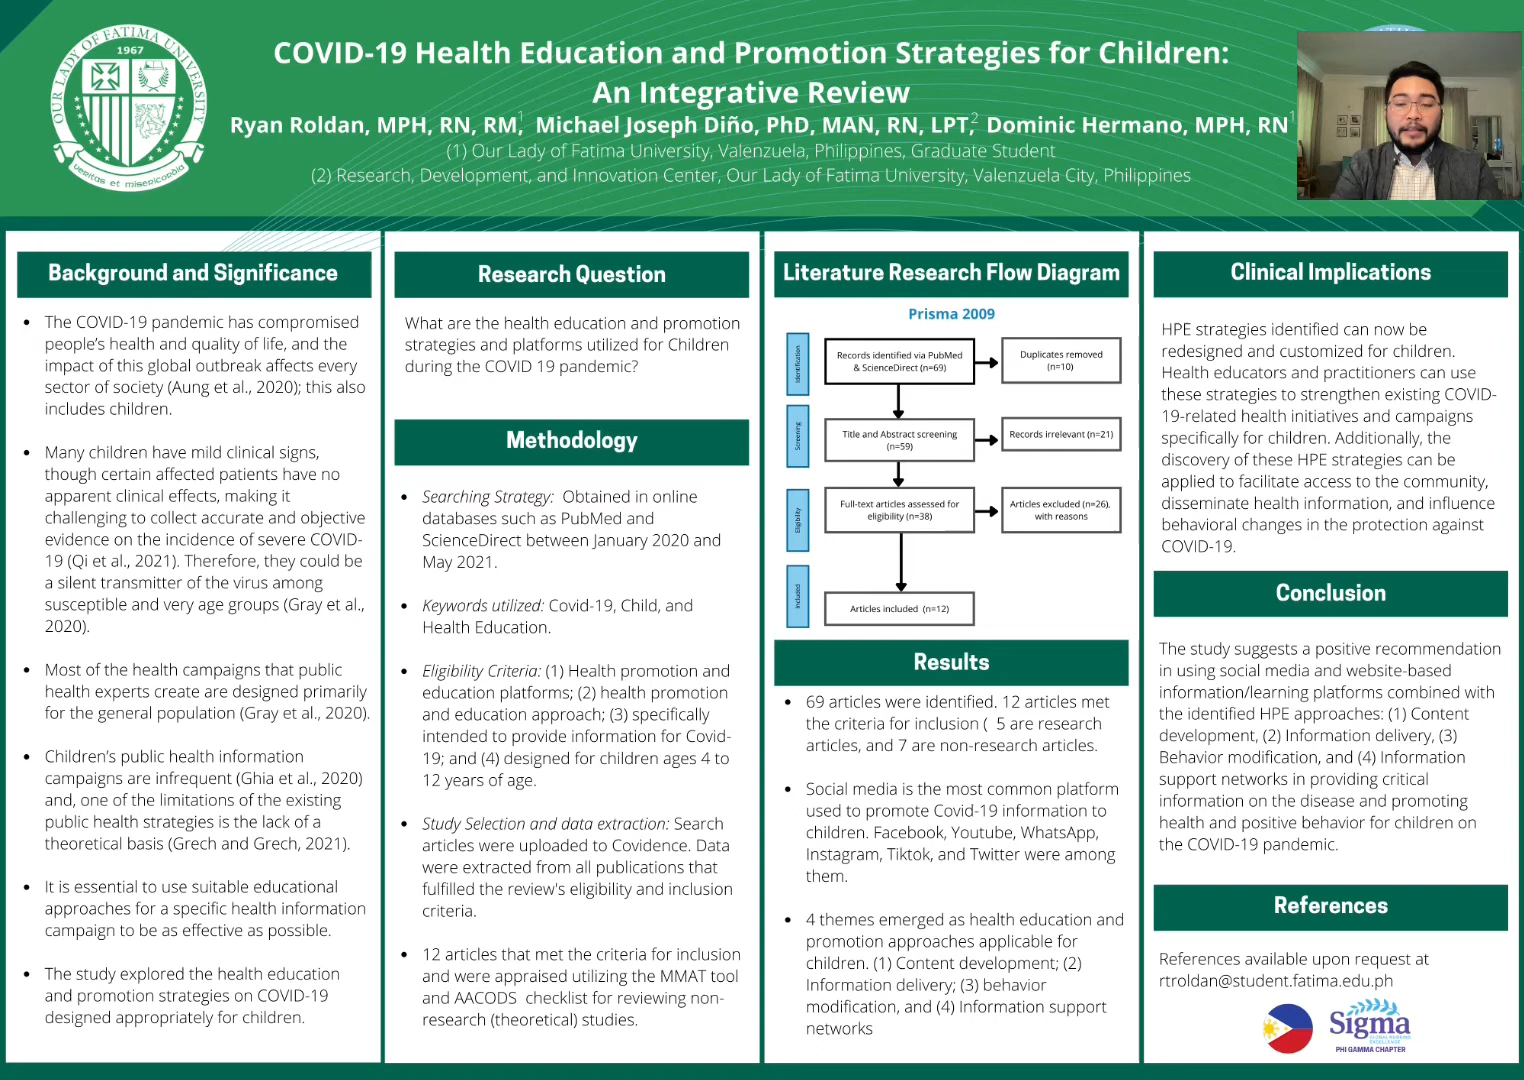 OUR LADY OF FATIMA UNIVERSITY
1967
Veritas et misericordia
COVID-19 Health Education and Promotion Strategies for Children:
An Integrative Review
Ryan Roldan, MPH, RN, RM,1 Michael Joseph Diño, PhD, MAN, RN, LPT,2 Dominic Hermano, MPH, RN1
(1) Our Lady of Fatima University, Valenzuela, Philippines, Graduate Student
(2) Research, Development, and Innovation Center, Our Lady of Fatima University, Valenzuela City, Philippines
Background and Significance
• The COVID-19 pandemic has compromised
people's health and quality of life, and the
impact of this global outbreak affects every
sector of society (Aung et al., 2020); this also
includes children.
• Many children have mild clinical signs,
though certain affected patients have no
apparent clinical effects, making it
challenging to collect accurate and objective
evidence on the incidence of severe COVID-
19 (Qi et al., 2021). Therefore, they could be
a silent transmitter of the virus among
susceptible and very age groups (Gray et al.,
2020).
• Most of the health campaigns that public
health experts create are designed primarily
for the general population (Gray et al., 2020).
• Children's public health information
campaigns are infrequent (Ghia et al., 2020)
and, one of the limitations of the existing
public health strategies is the lack of a
theoretical basis (Grech and Grech, 2021).
• It is essential to use suitable educational
approaches for a specific health information
campaign to be as effective as possible.
• The study explored the health education
and promotion strategies on COVID-19
designed appropriately for children.
Research Question
What are the health education and promotion
strategies and platforms utilized for Children
during the COVID 19 pandemic?
Methodology
• Searching Strategy: Obtained in online
databases such as PubMed and
ScienceDirect between January 2020 and
May 2021.
• Keywords utilized: Covid-19, Child, and
Health Education.
• Eligibility Criteria: (1) Health promotion and
education platforms; (2) health promotion
and education approach; (3) specifically
intended to provide information for Covid-
19; and (4) designed for children ages 4 to
12 years of age.
• Study Selection and data extraction: Search
articles were uploaded to Covidence. Data
were extracted from all publications that
fulfilled the review's eligibility and inclusion
criteria.
• 12 articles that met the criteria for inclusion
and were appraised utilizing the MMAT tool
and AACODS checklist for reviewing non-
research (theoretical) studies.
Literature Research Flow Diagram
Prisma 2009
Identification
Records identified via PubMed
& ScienceDirect (n=69)
Duplicates removed
(n=10)
Screening
Title and Abstract screening
(n=59)
Records irrelevant (n=21)
Eligibility
Full-text articles assessed for
eligibility (n=38)
Articles excluded (n=26),
with reasons
Included
Articles included (n=12)
Results
• 69 articles were identified. 12 articles met
the criteria for inclusion ( 5 are research
articles, and 7 are non-research articles.
• Social media is the most common platform
used to promote Covid-19 information to
children. Facebook, Youtube, WhatsApp,
Instagram, Tiktok, and Twitter were among
them.
• 4 themes emerged as health education and
promotion approaches applicable for
children. (1) Content development; (2)
Information delivery; (3) behavior
modification, and (4) Information support
networks
Clinical Implications
HPE strategies identified can now be
redesigned and customized for children.
Health educators and practitioners can use
these strategies to strengthen existing COVID-
19-related health initiatives and campaigns
specifically for children. Additionally, the
discovery of these HPE strategies can be
applied to facilitate access to the community,
disseminate health information, and influence
behavioral changes in the protection against
COVID-19.
Conclusion
The study suggests a positive recommendation
in using social media and website-based
information/learning platforms combined with
the identified HPE approaches: (1) Content
development, (2) Information delivery, (3)
Behavior modification, and (4) Information
support networks in providing critical
information on the disease and promoting
health and positive behavior for children on
the COVID-19 pandemic.
References
References available upon request at
rtroldan@student.fatima.edu.ph
Sigma
GLOBAL NURSING
EXCELLENCE
PHI GAMMA CHAPTER